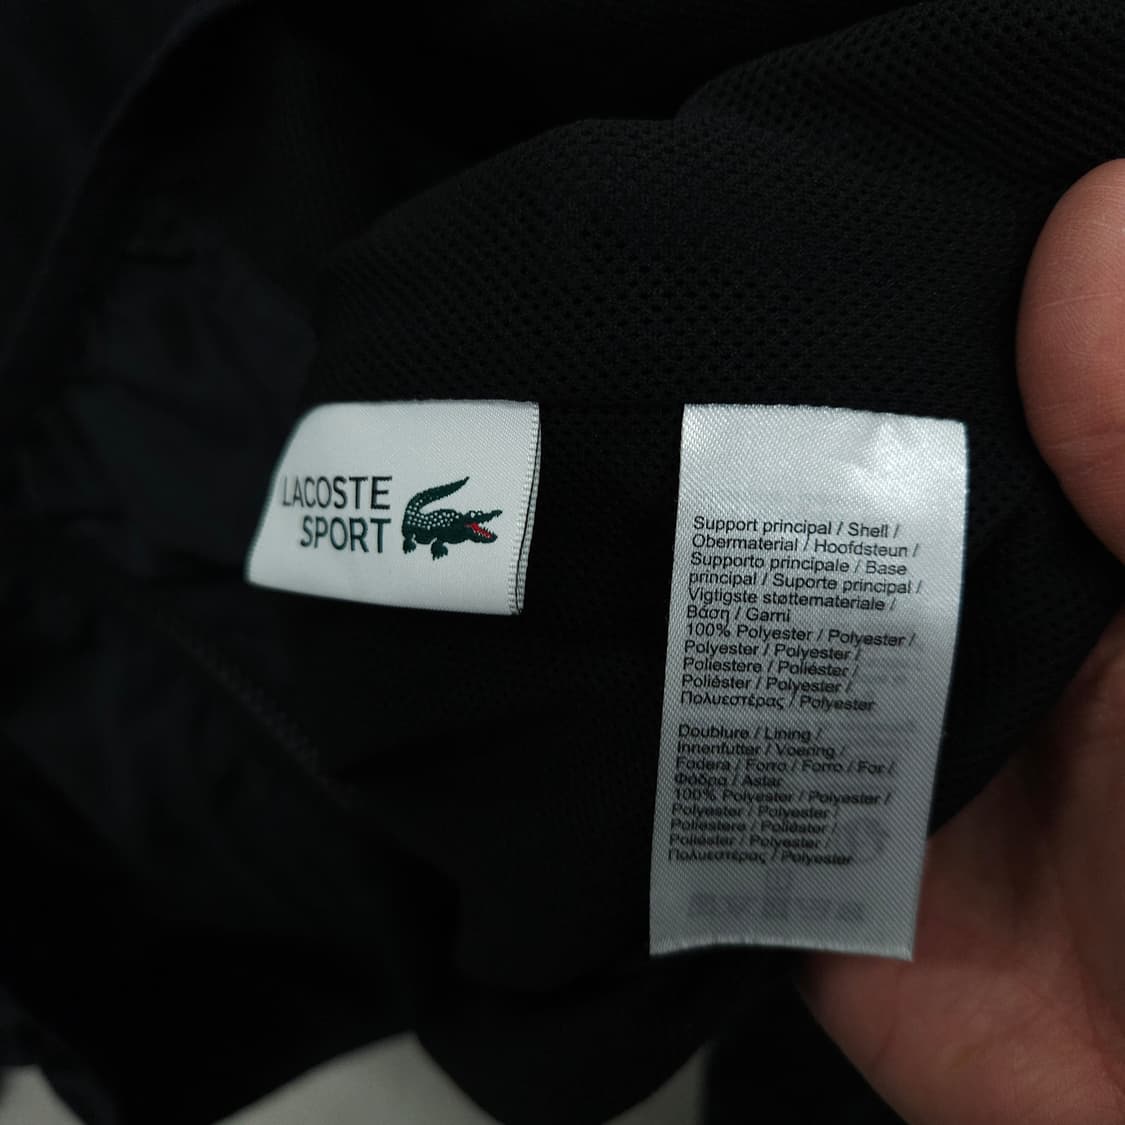 LACOSTE
SPORT
Support principal / Shell /
Obermaterial / Hoofdsteun /
Supporto principale / Base
principal / Suporte principal /
Vigtigste støttemateriale /
Βάση / Garni
100% Polyester / Polyester /
Polyester / Polyester /
Poliestere / Poliéster /
Poliéster / Polyester /
Πολυεστέρας / Polyester
Doublure / Lining /
Innenfutter / Voering /
Fodera / Forro / Forro / For /
Φόδρα / Astar
100% Polyester / Polyester /
Polyester / Polyester /
Poliestere / Poliéster /
Poliéster / Polyester /
Πολυεστέρας / Polyester